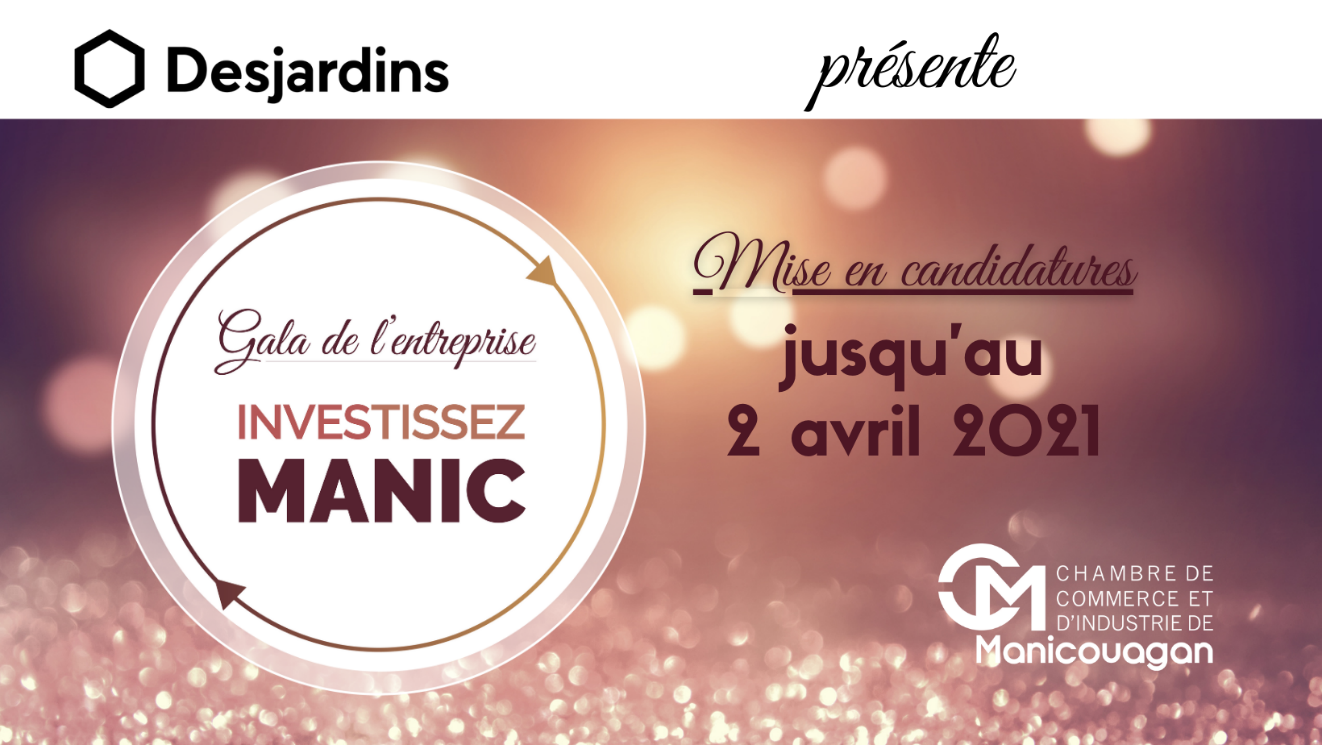 Desjardins
présente
Gala de l'entreprise
INVESTISSEZ
MANIC
Mise en candidatures
jusqu'au
2 avril 2021
CM
CHAMBRE DE
COMMERCE ET
D'INDUSTRIE DE
Manicouagan